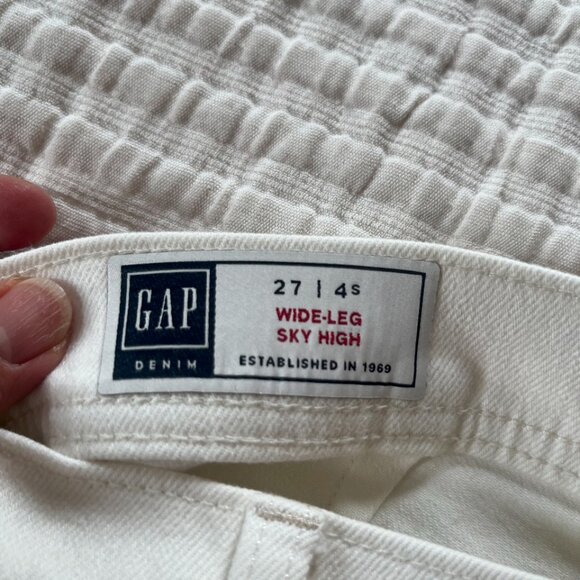 GAP
DENIM
27 | 4s
WIDE-LEG
SKY HIGH
ESTABLISHED IN 1969